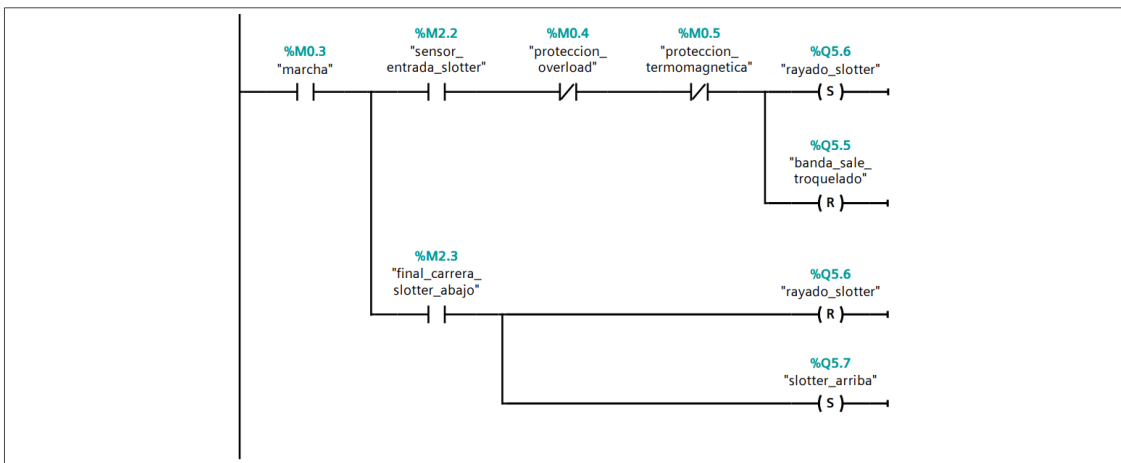 %M0.3
"marcha"
%M2.2
"sensor_
entrada_slotter"
%M0.4
"proteccion_
overload"
%M0.5
"proteccion_
termomagnetica"
%Q5.6
"rayado_slotter"
S
%Q5.5
"banda_sale_
troquelado"
R
%M2.3
"final_carrera_
slotter_abajo"
%Q5.6
"rayado_slotter"
R
%Q5.7
"slotter_arriba"
S